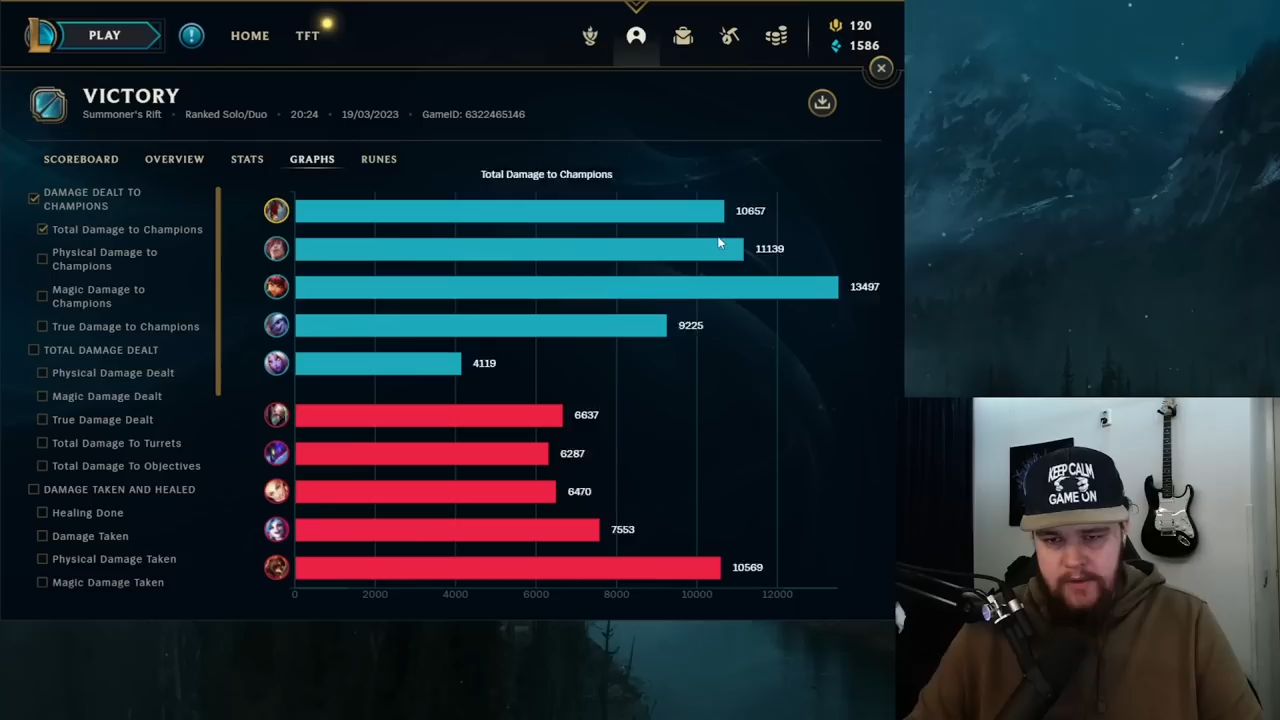 PLAY
HOME
TFT
120
1586
VICTORY
Summoner's Rift • Ranked Solo/Duo • 20:24 • 19/03/2023 • GameID: 6322465146
SCOREBOARD OVERVIEW STATS GRAPHS RUNES
DAMAGE DEALT TO
CHAMPIONS
Total Damage to Champions
Physical Damage to
Champions
Magic Damage to
Champions
True Damage to Champions
TOTAL DAMAGE DEALT
Physical Damage Dealt
Magic Damage Dealt
True Damage Dealt
Total Damage To Turrets
Total Damage To Objectives
DAMAGE TAKEN AND HEALED
Healing Done
Damage Taken
Physical Damage Taken
Magic Damage Taken
Total Damage to Champions
10657
11139
13497
9225
4119
6637
6287
6470
7553
10569
0 2000 4000 6000 8000 10000 12000
KEEP CALM
GAME ON